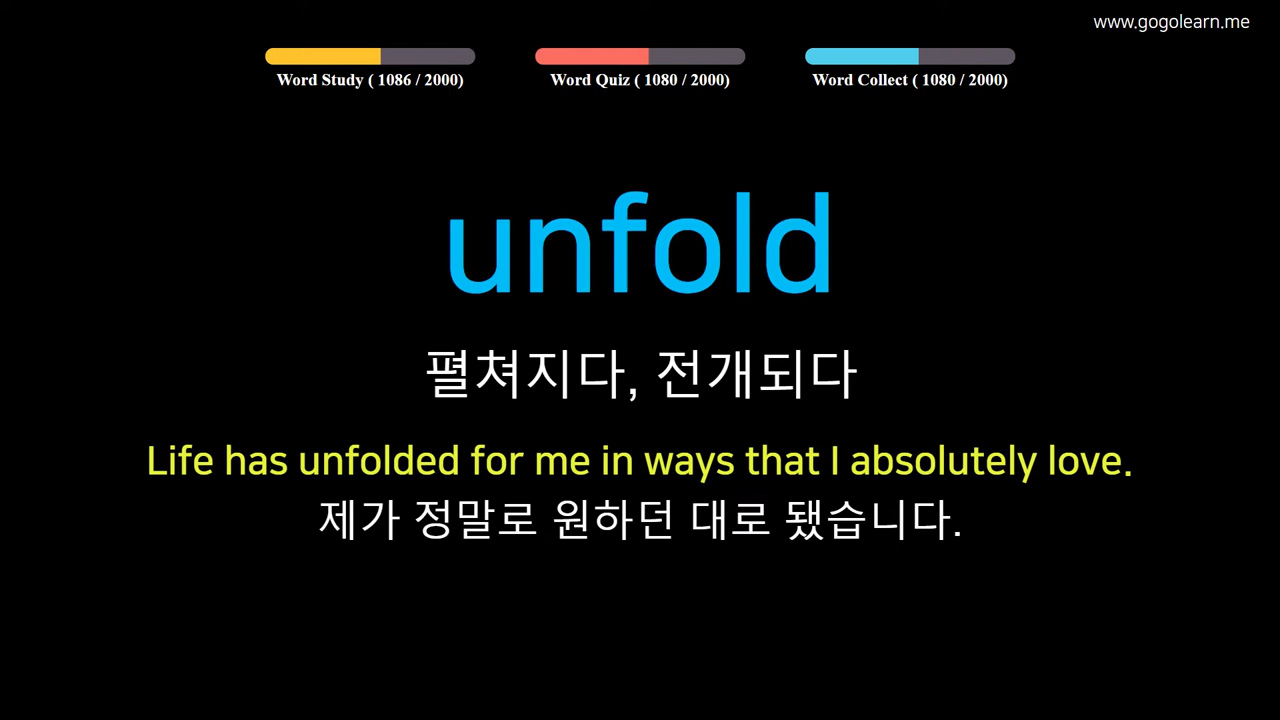 www.gogolearn.me
Word Study ( 1086 / 2000) Word Quiz ( 1080 / 2000) Word Collect ( 1080 / 2000)
unfold
펼쳐지다, 전개되다
Life has unfolded for me in ways that I absolutely love.
제가 정말로 원하던 대로 됐습니다.